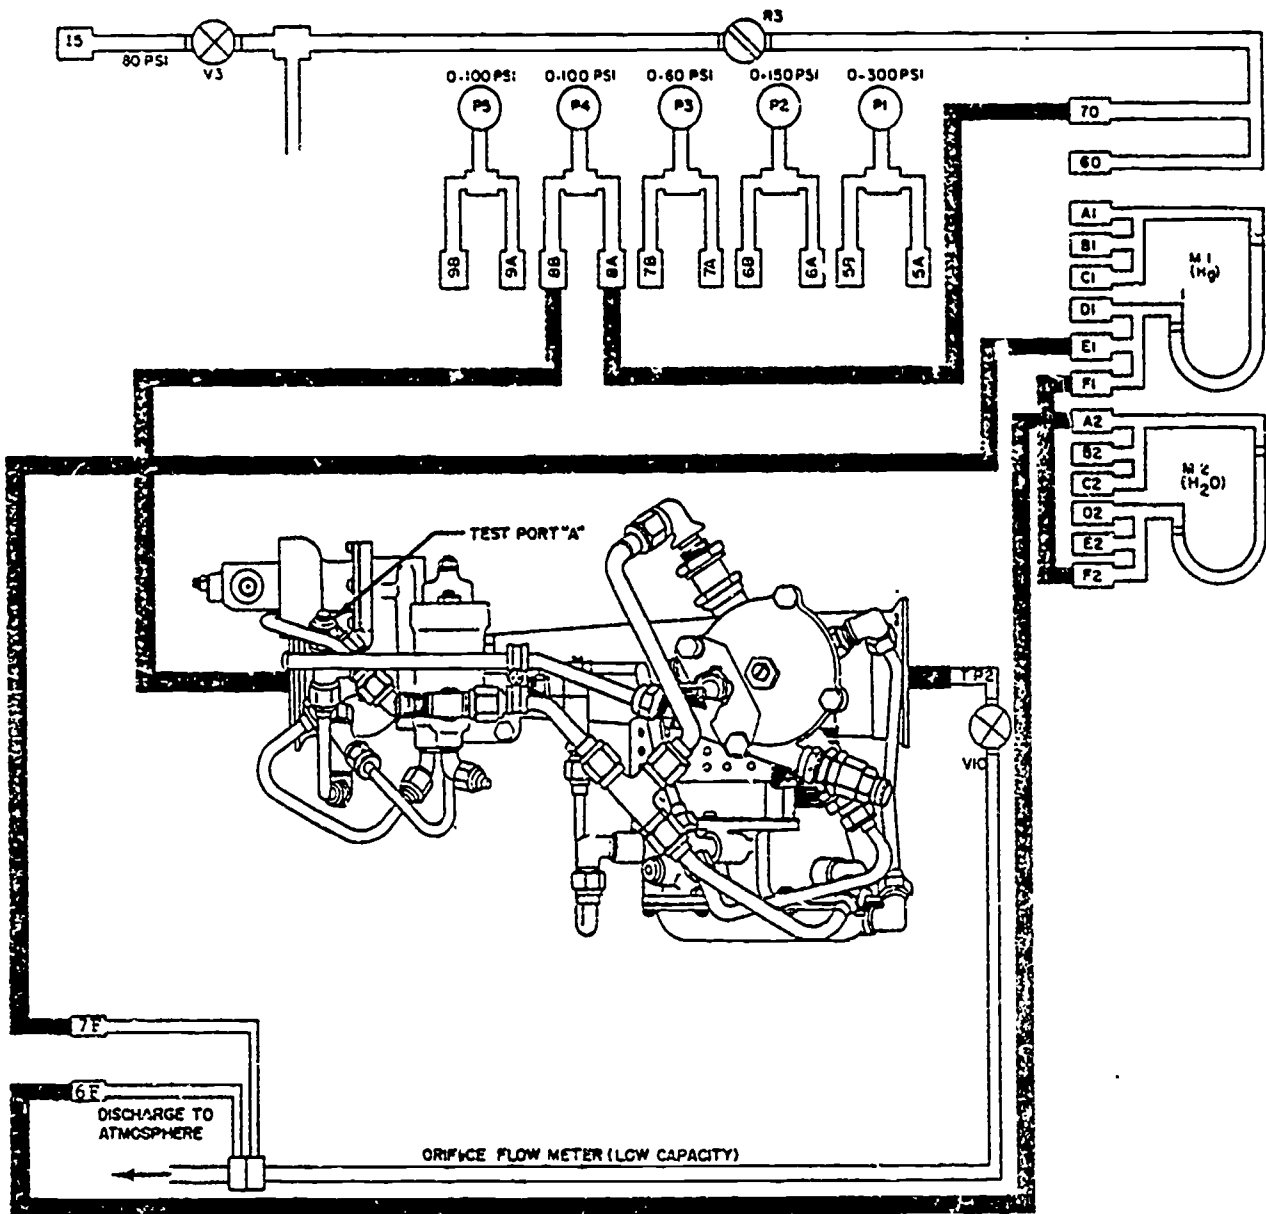 R3
15
80 PSI
V3
0-100 PSI
0-100 PSI
0-60 PSI
0-150 PSI
0-300 PSI
P5
P4
P3
P2
P1
70
60
9B
9A
8B
8A
7B
7A
6B
6A
5B
5A
A1
B1
C1
D1
E1
F1
M1
(Hg)
A2
B2
C2
D2
E2
F2
M2
(H2O)
TEST PORT "A"
TP2
V10
7F
6F
DISCHARGE TO
ATMOSPHERE
ORIFICE FLOW METER (LOW CAPACITY)